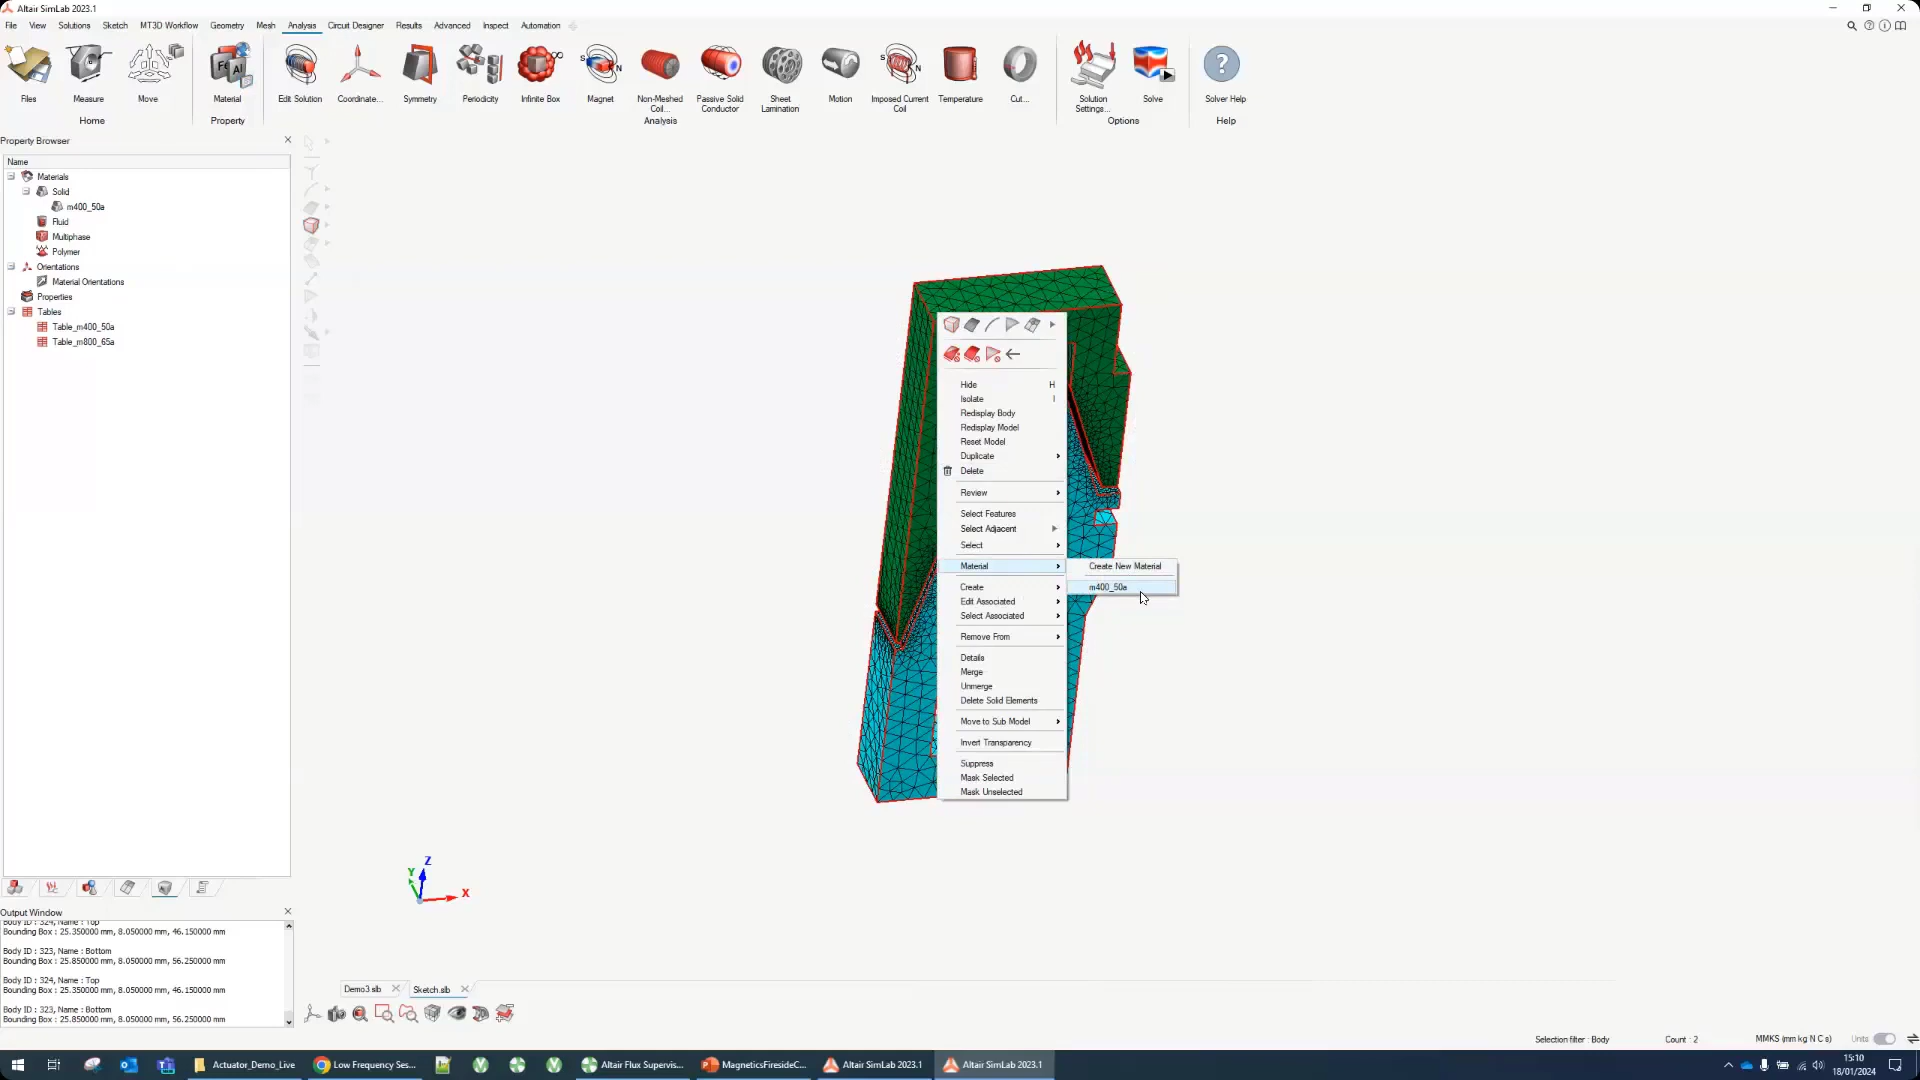 Altair SimLab 2023.1
File View Solutions Sketch MT3D Workflow Geometry Mesh Analysis Circuit Designer Results Advanced Inspect Automation
Files Measure Move Material Edit Solution Coordinate... Symmetry Periodicity Infinite Box Magnet Non-Meshed Coil... Passive Solid Conductor Sheet Lamination Motion Imposed Current Coil Temperature Cut... Solution Settings... Solve Solver Help
Home Property Analysis Options Help
Property Browser
Name
Materials
Solid
m400_50a
Fluid
Multiphase
Polymer
Orientations
Material Orientations
Properties
Tables
Table_m400_50a
Table_m800_65a
Hide H
Isolate I
Redisplay Body
Redisplay Model
Reset Model
Duplicate
Delete
Review
Select Features
Select Adjacent
Select
Material
Create New Material
Create
m400_50a
Edit Associated
Select Associated
Remove From
Details
Merge
Unmerge
Delete Solid Elements
Move to Sub Model
Invert Transparency
Suppress
Mask Selected
Mask Unselected
Z
Y
X
Output Window
Body ID : 324, Name : Top
Bounding Box : 25.350000 mm, 8.050000 mm, 46.150000 mm
Body ID : 323, Name : Bottom
Bounding Box : 25.850000 mm, 8.050000 mm, 56.250000 mm
Body ID : 324, Name : Top
Bounding Box : 25.350000 mm, 8.050000 mm, 46.150000 mm
Body ID : 323, Name : Bottom
Bounding Box : 25.850000 mm, 8.050000 mm, 56.250000 mm
Demo3.slb Sketch.slb
Selection filter : Body Count : 2 MMKS (mm kg N C s) Units
Actuator_Demo_Live Low Frequency Ses... Altair Flux Supervis... MagneticsFiresideC... Altair SimLab 2023.1 Altair SimLab 2023.1
15:10
18/01/2024